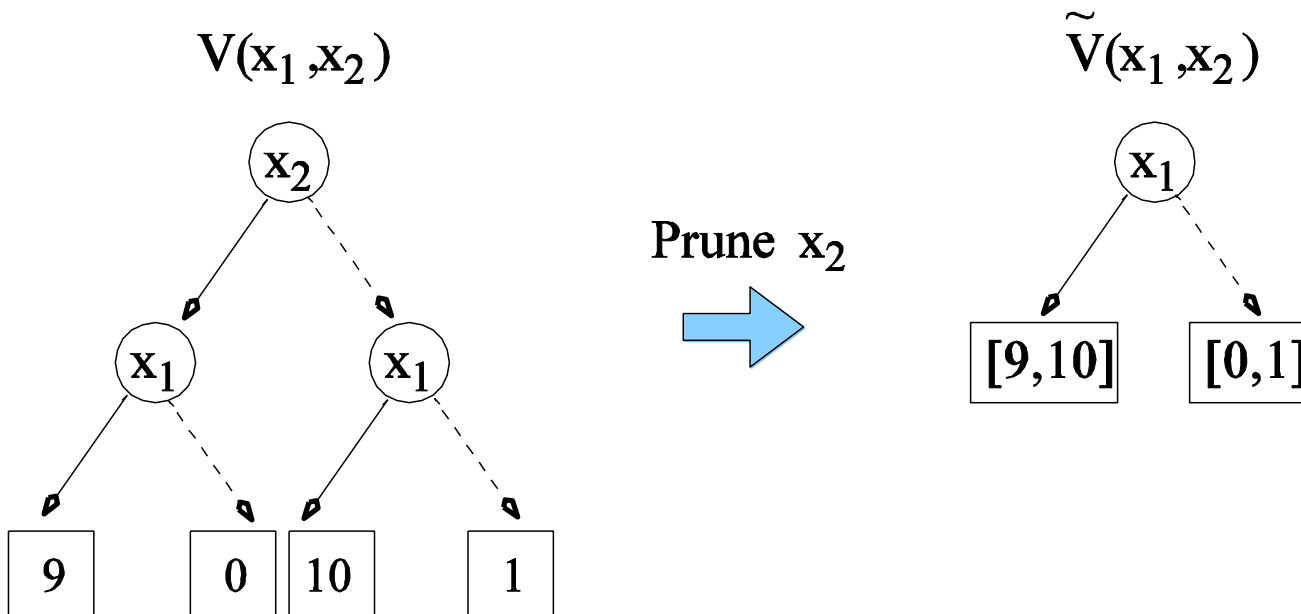 V(x₁,x₂)
Ṽ(x₁,x₂)
x₂
x₁
Prune x₂
x₁
x₁
[9,10]
[0,1]
9
0
10
1